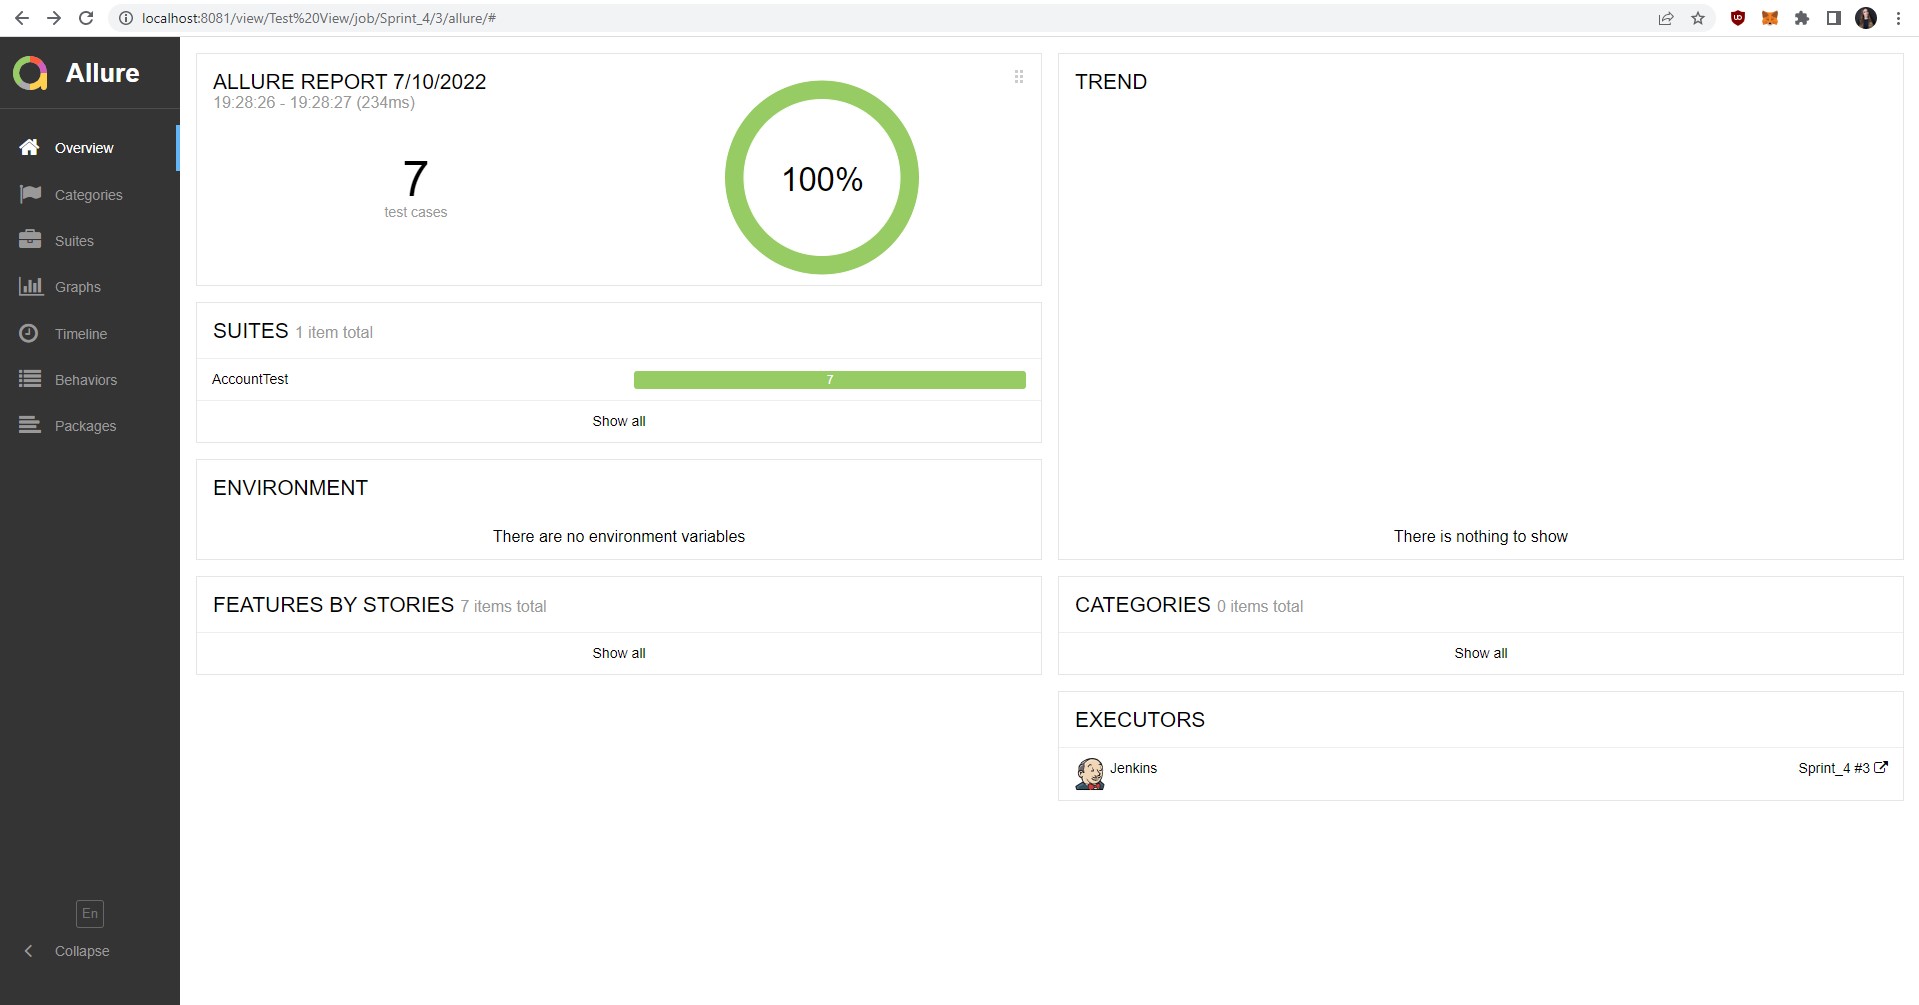 localhost:8081/view/Test%20View/job/Sprint_4/3/allure/#
Allure
Overview
Categories
Suites
Graphs
Timeline
Behaviors
Packages
En
Collapse
ALLURE REPORT 7/10/2022
19:28:26 - 19:28:27 (234ms)
7
test cases
100%
SUITES 1 item total
AccountTest 7
Show all
ENVIRONMENT
There are no environment variables
FEATURES BY STORIES 7 items total
Show all
TREND
There is nothing to show
CATEGORIES 0 items total
Show all
EXECUTORS
Jenkins Sprint_4 #3